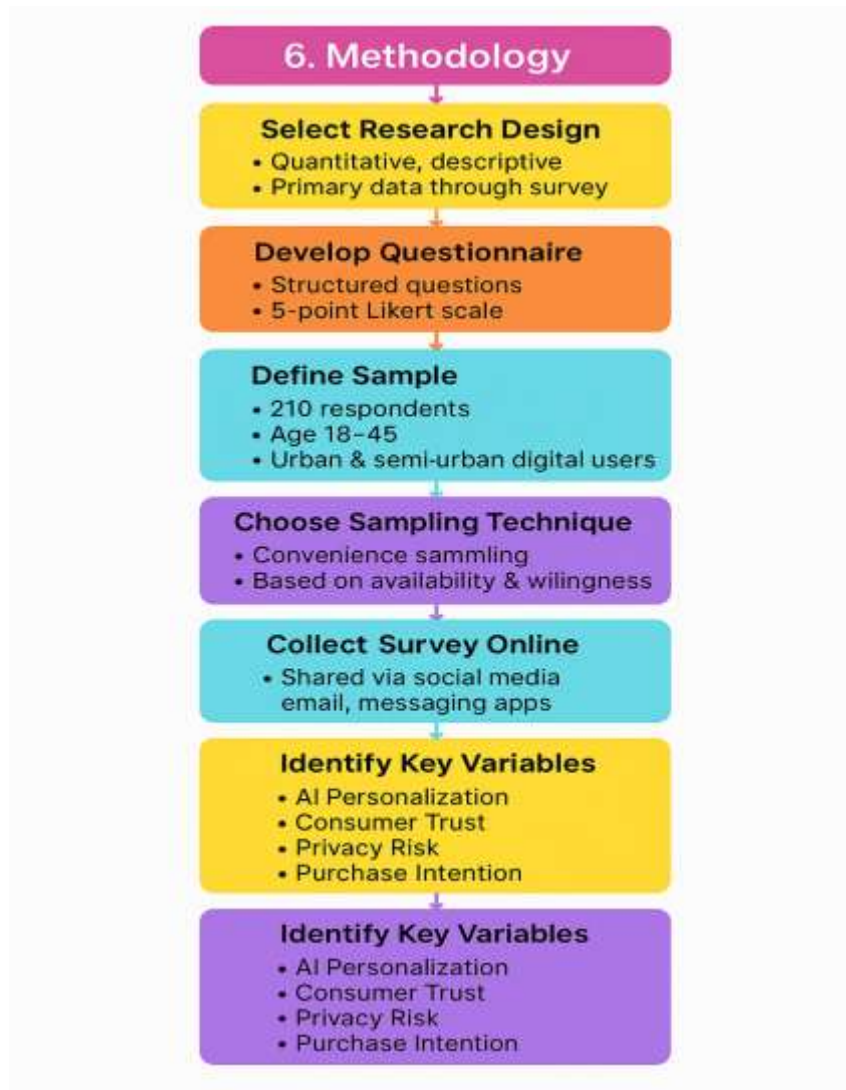 6. Methodology
Select Research Design
• Quantitative, descriptive
• Primary data through survey
Develop Questionnaire
• Structured questions
• 5-point Likert scale
Define Sample
• 210 respondents
• Age 18–45
• Urban & semi-urban digital users
Choose Sampling Technique
• Convenience sammling
• Based on availability & wilingness
Collect Survey Online
• Shared via social media
email, messaging apps
Identify Key Variables
• AI Personalization
• Consumer Trust
• Privacy Risk
• Purchase Intention
Identify Key Variables
• AI Personalization
• Consumer Trust
• Privacy Risk
• Purchase Intention